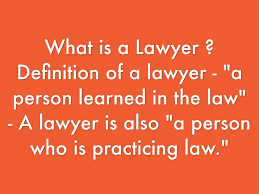 What is a Lawyer ?
Definition of a lawyer - "a
person learned in the law"
- A lawyer is also "a person
who is practicing law."